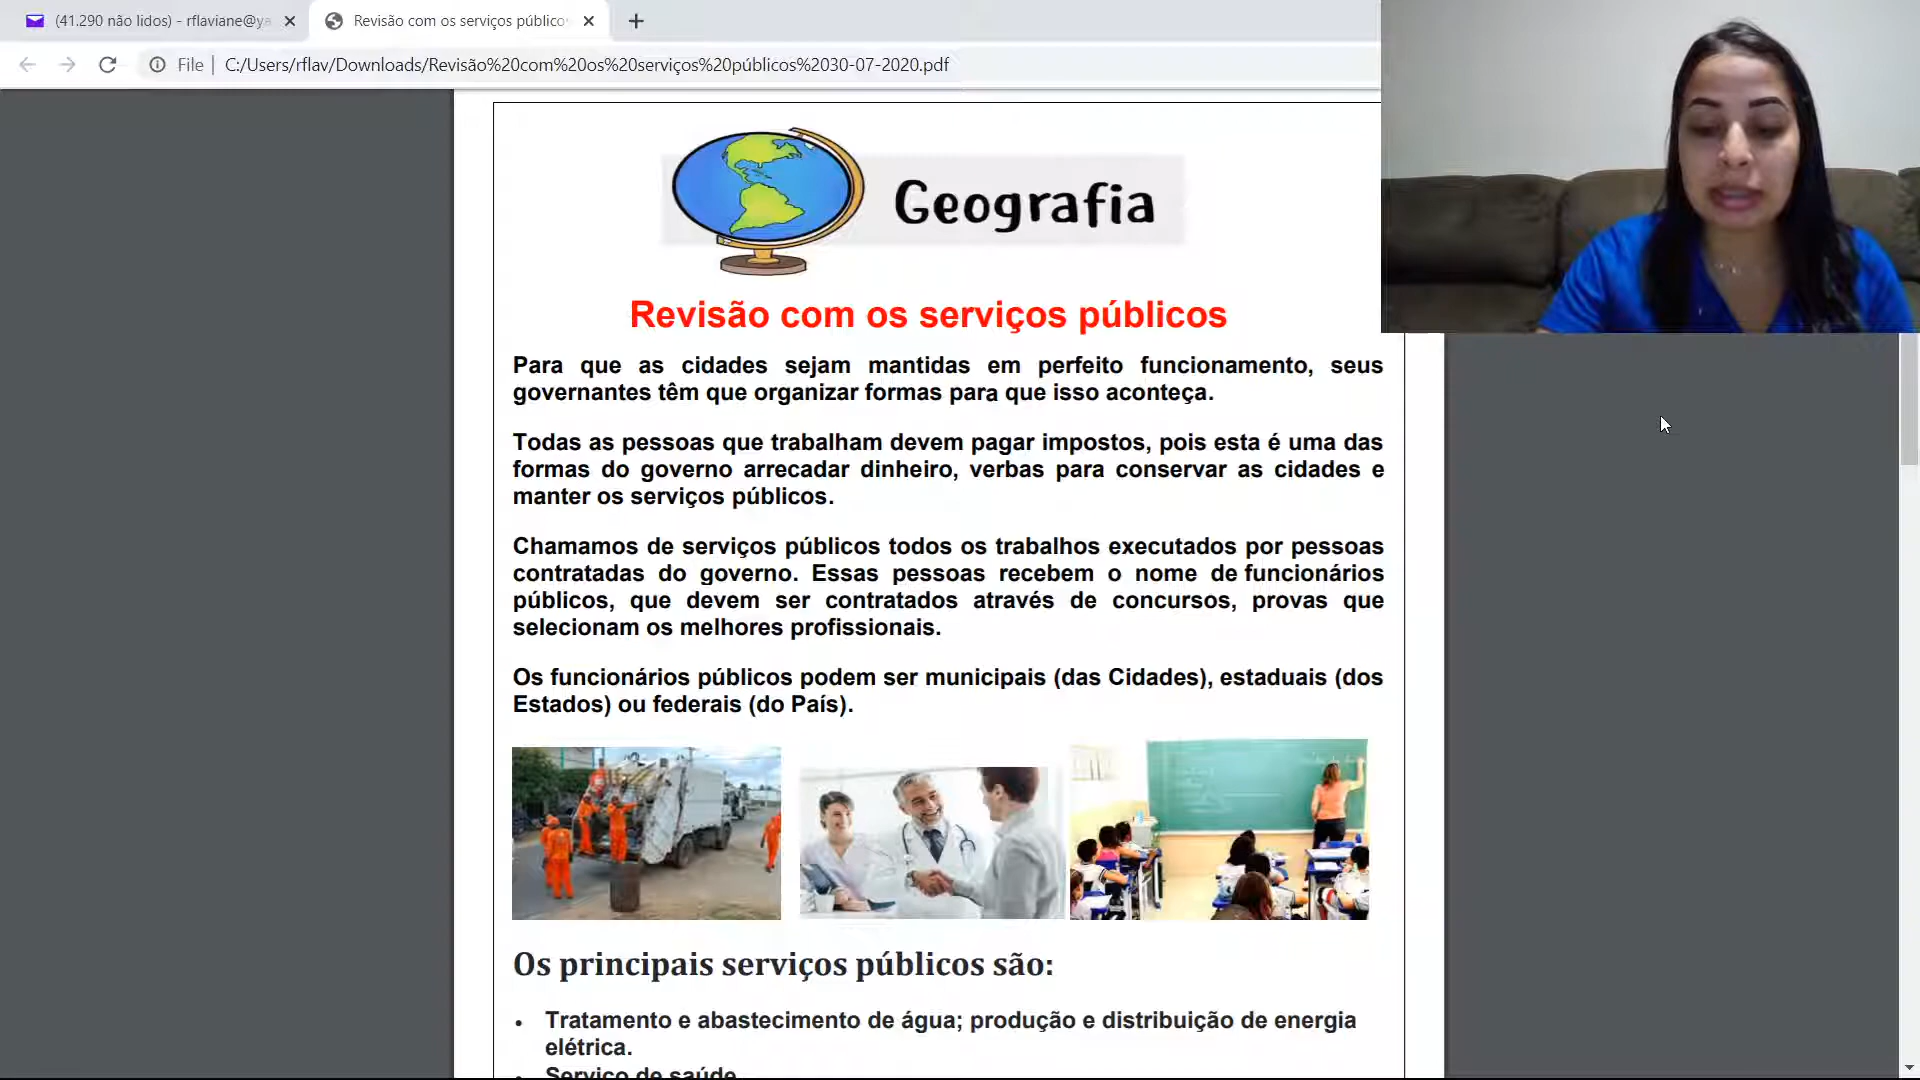 (41.290 não lidos) - rflaviane@ya
Revisão com os serviços público
File | C:/Users/rflav/Downloads/Revisão%20com%20os%20serviços%20públicos%2030-07-2020.pdf
Geografia
Revisão com os serviços públicos
Para que as cidades sejam mantidas em perfeito funcionamento, seus
governantes têm que organizar formas para que isso aconteça.
Todas as pessoas que trabalham devem pagar impostos, pois esta é uma das
formas do governo arrecadar dinheiro, verbas para conservar as cidades e
manter os serviços públicos.
Chamamos de serviços públicos todos os trabalhos executados por pessoas
contratadas do governo. Essas pessoas recebem o nome de funcionários
públicos, que devem ser contratados através de concursos, provas que
selecionam os melhores profissionais.
Os funcionários públicos podem ser municipais (das Cidades), estaduais (dos
Estados) ou federais (do País).
Os principais serviços públicos são:
• Tratamento e abastecimento de água; produção e distribuição de energia
elétrica.
• Serviço de saúde